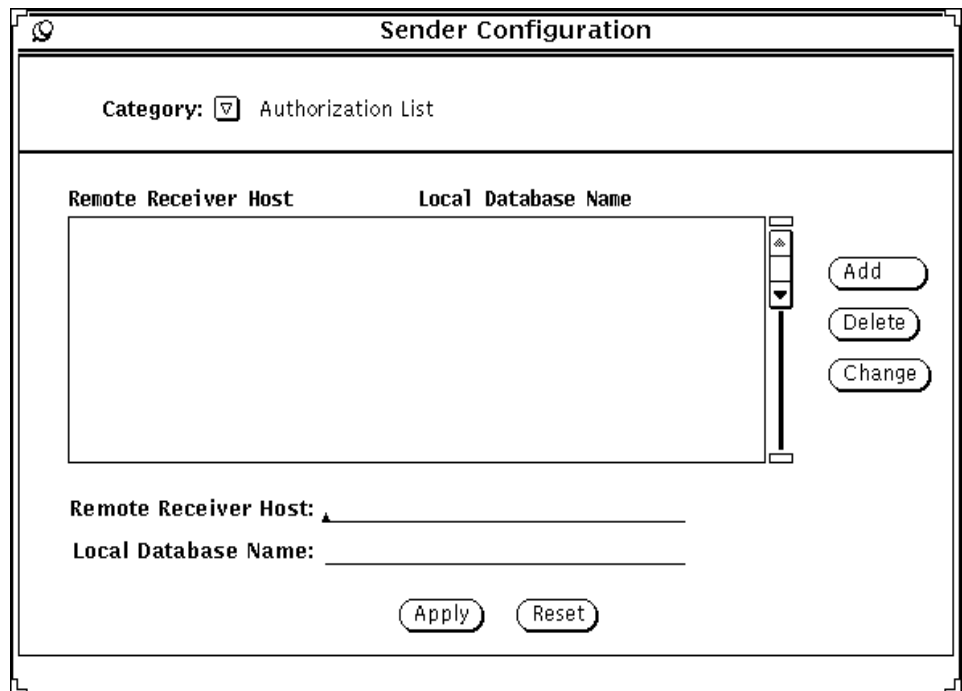 Sender Configuration
Category: Authorization List
Remote Receiver Host Local Database Name
Add
Delete
Change
Remote Receiver Host:
Local Database Name:
Apply Reset